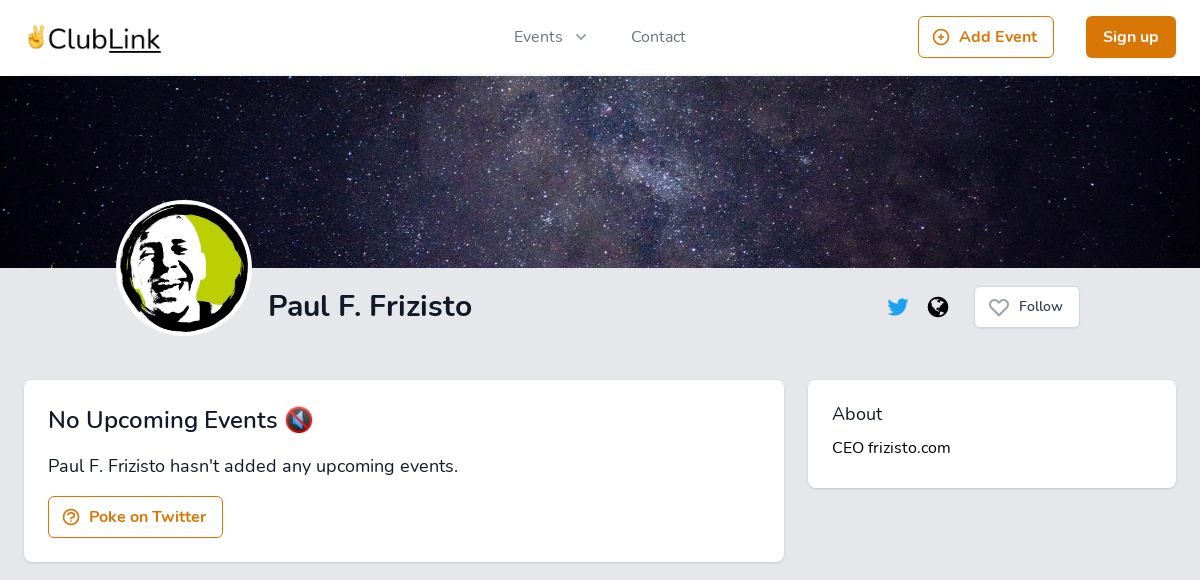 ✌️ClubLink
Events
Contact
Add Event
Sign up
Paul F. Frizisto
Follow
No Upcoming Events 🔇
Paul F. Frizisto hasn't added any upcoming events.
Poke on Twitter
About
CEO frizisto.com